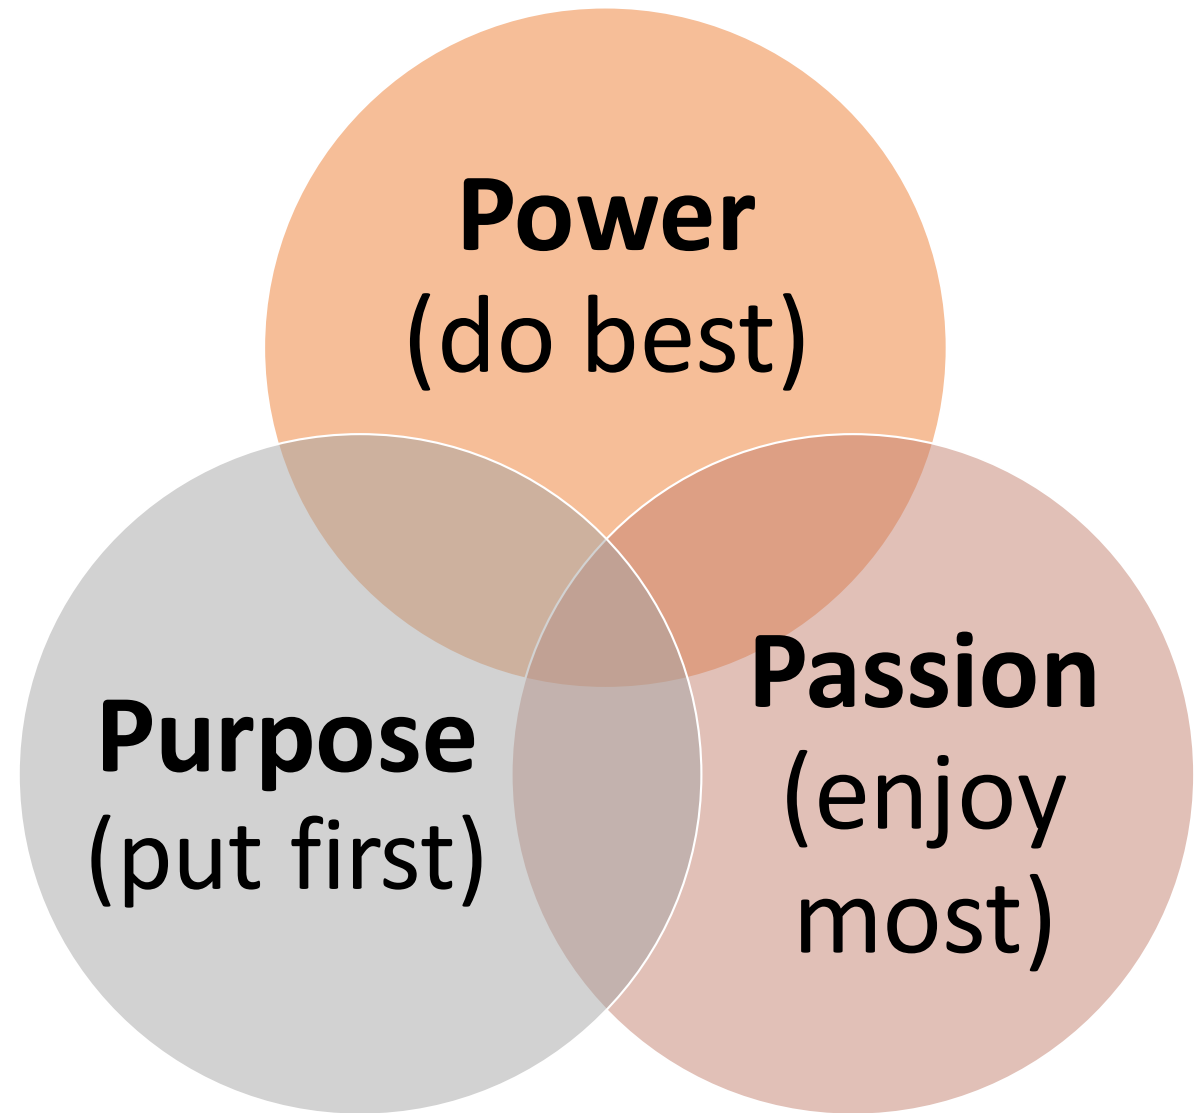 Power
(do best)
Purpose
(put first)
Passion
(enjoy
most)